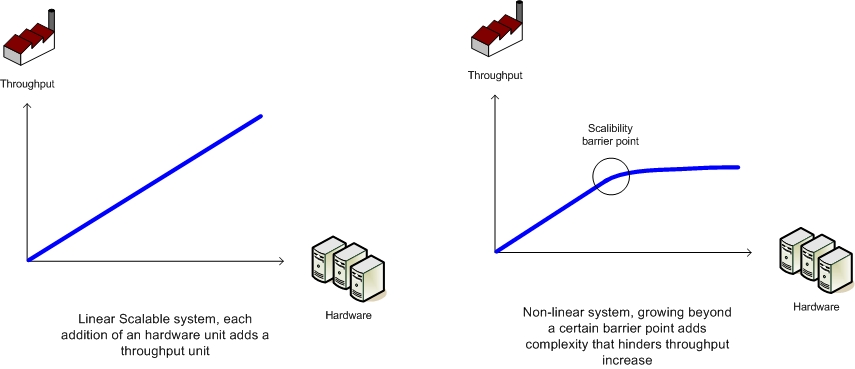 Throughput
Hardware
Linear Scalable system, each
addition of an hardware unit adds a
throughput unit
Throughput
Scalibility
barrier point
Hardware
Non-linear system, growing beyond
a certain barrier point adds
complexity that hinders throughput
increase